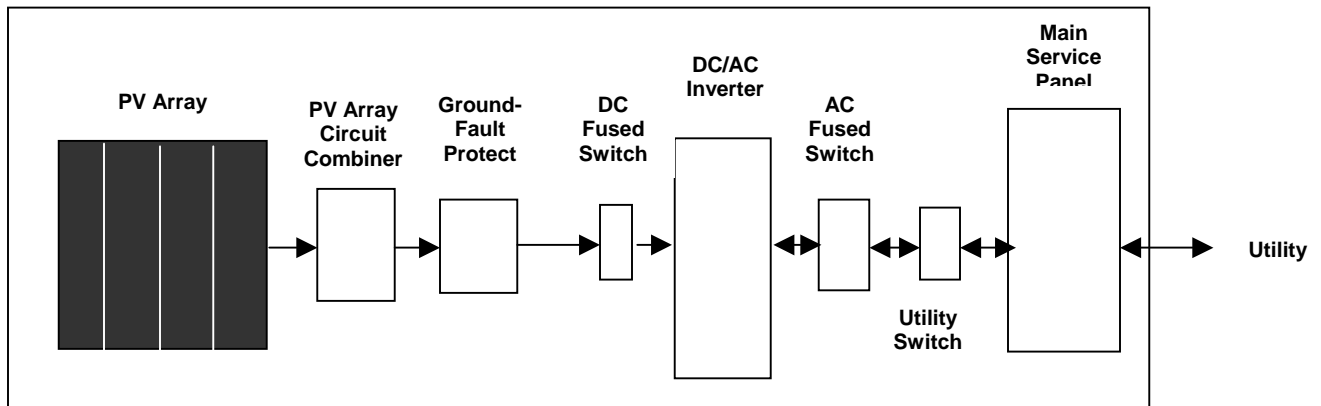 PV Array
PV Array
Circuit
Combiner
Ground-
Fault
Protect
DC
Fused
Switch
DC/AC
Inverter
AC
Fused
Switch
Utility
Switch
Main
Service
Panel
Utility